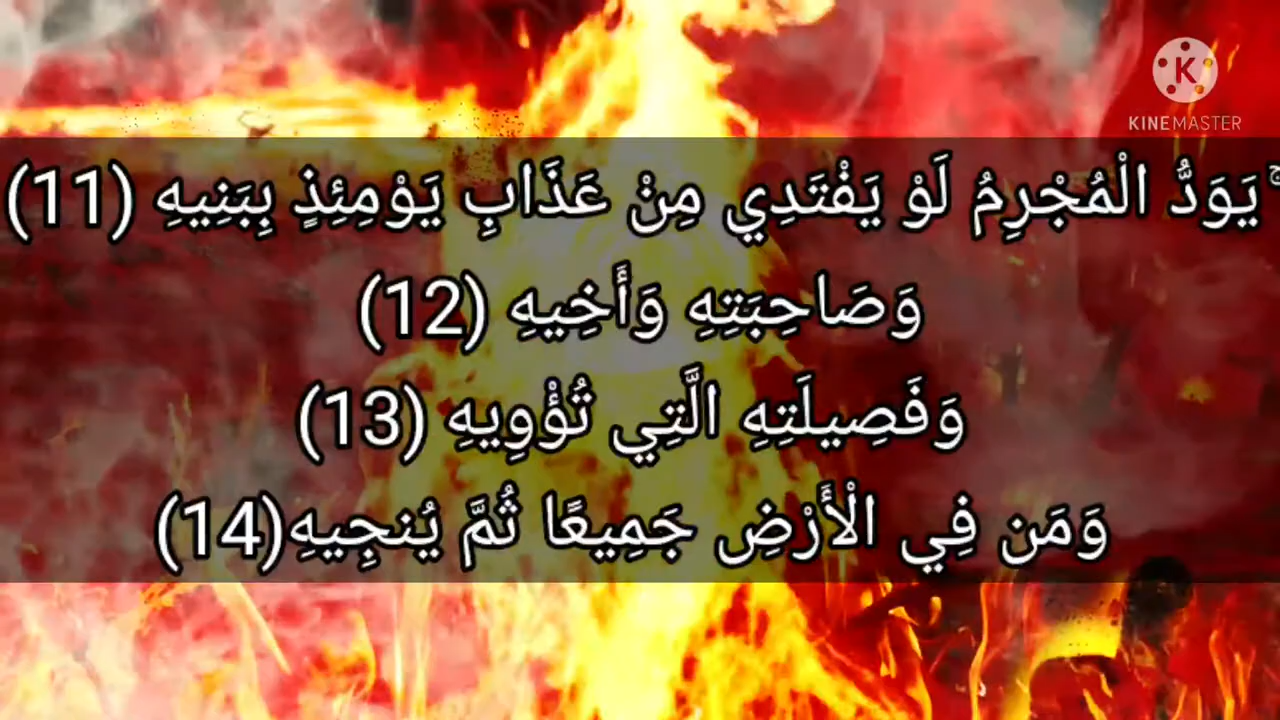 KINEMASTER
ۚ يَوَدُّ الْمُجْرِمُ لَوْ يَفْتَدِي مِنْ عَذَابِ يَوْمِئِذٍ بِبَنِيهِ (11)
وَصَاحِبَتِهِ وَأَخِيهِ (12)
وَفَصِيلَتِهِ الَّتِي تُؤْوِيهِ (13)
وَمَن فِي الْأَرْضِ جَمِيعًا ثُمَّ يُنجِيهِ(14)